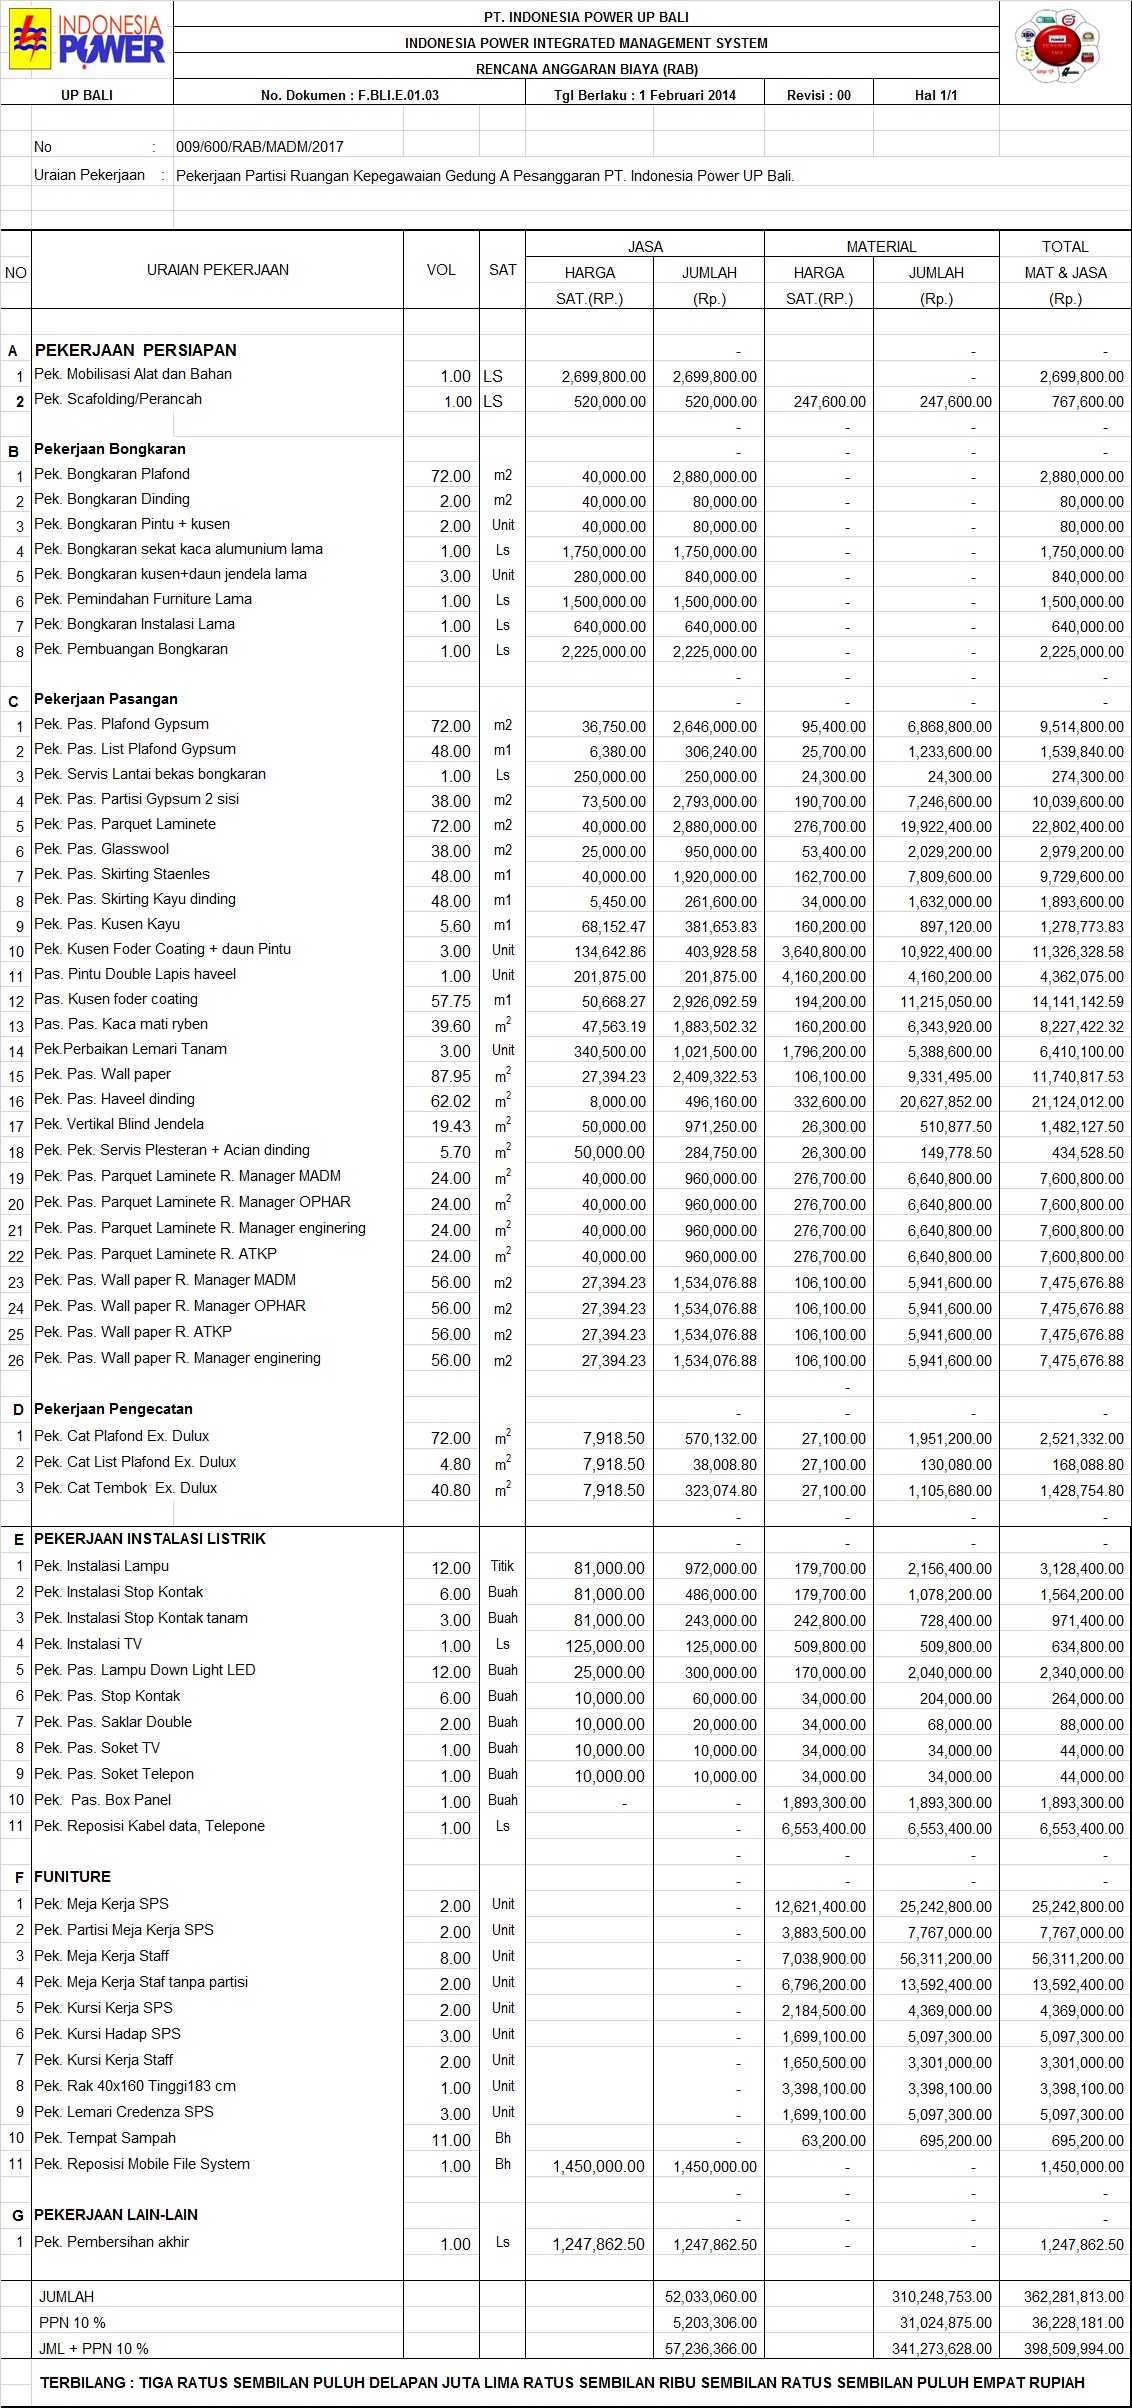 INDONESIA POWER
PT. INDONESIA POWER UP BALI
INDONESIA POWER INTEGRATED MANAGEMENT SYSTEM
RENCANA ANGGARAN BIAYA (RAB)
UP BALI No. Dokumen : F.BLI.E.01.03 Tgl Berlaku : 1 Februari 2014 Revisi : 00 Hal 1/1
No : 009/600/RAB/MADM/2017
Uraian Pekerjaan : Pekerjaan Partisi Ruangan Kepegawaian Gedung A Pesanggaran PT. Indonesia Power UP Bali.
JASA MATERIAL TOTAL
NO URAIAN PEKERJAAN VOL SAT HARGA JUMLAH HARGA JUMLAH MAT & JASA
SAT.(RP.) (Rp.) SAT.(RP.) (Rp.) (Rp.)
A PEKERJAAN PERSIAPAN - - -
1 Pek. Mobilisasi Alat dan Bahan 1.00 LS 2,699,800.00 2,699,800.00 - 2,699,800.00
2 Pek. Scafolding/Perancah 1.00 LS 520,000.00 520,000.00 247,600.00 247,600.00 767,600.00
- - -
B Pekerjaan Bongkaran - - -
1 Pek. Bongkaran Plafond 72.00 m2 40,000.00 2,880,000.00 - - 2,880,000.00
2 Pek. Bongkaran Dinding 2.00 m2 40,000.00 80,000.00 - - 80,000.00
3 Pek. Bongkaran Pintu + kusen 2.00 Unit 40,000.00 80,000.00 - - 80,000.00
4 Pek. Bongkaran sekat kaca alumunium lama 1.00 Ls 1,750,000.00 1,750,000.00 - - 1,750,000.00
5 Pek. Bongkaran kusen+daun jendela lama 3.00 Unit 280,000.00 840,000.00 - - 840,000.00
6 Pek. Pemindahan Furniture Lama 1.00 Ls 1,500,000.00 1,500,000.00 - - 1,500,000.00
7 Pek. Bongkaran Instalasi Lama 1.00 Ls 640,000.00 640,000.00 - - 640,000.00
8 Pek. Pembuangan Bongkaran 1.00 Ls 2,225,000.00 2,225,000.00 - - 2,225,000.00
- - -
C Pekerjaan Pasangan - - -
1 Pek. Pas. Plafond Gypsum 72.00 m2 36,750.00 2,646,000.00 95,400.00 6,868,800.00 9,514,800.00
2 Pek. Pas. List Plafond Gypsum 48.00 m1 6,380.00 306,240.00 25,700.00 1,233,600.00 1,539,840.00
3 Pek. Servis Lantai bekas bongkaran 1.00 Ls 250,000.00 250,000.00 24,300.00 24,300.00 274,300.00
4 Pek. Pas. Partisi Gypsum 2 sisi 38.00 m2 73,500.00 2,793,000.00 190,700.00 7,246,600.00 10,039,600.00
5 Pek. Pas. Parquet Laminete 72.00 m2 40,000.00 2,880,000.00 276,700.00 19,922,400.00 22,802,400.00
6 Pek. Pas. Glasswool 38.00 m2 25,000.00 950,000.00 53,400.00 2,029,200.00 2,979,200.00
7 Pek. Pas. Skirting Staenles 48.00 m1 40,000.00 1,920,000.00 162,700.00 7,809,600.00 9,729,600.00
8 Pek. Pas. Skirting Kayu dinding 48.00 m1 5,450.00 261,600.00 34,000.00 1,632,000.00 1,893,600.00
9 Pek. Pas. Kusen Kayu 5.60 m1 68,152.47 381,653.83 160,200.00 897,120.00 1,278,773.83
10 Pek. Kusen Foder Coating + daun Pintu 3.00 Unit 134,642.86 403,928.58 3,640,800.00 10,922,400.00 11,326,328.58
11 Pas. Pintu Double Lapis haveel 1.00 Unit 201,875.00 201,875.00 4,160,200.00 4,160,200.00 4,362,075.00
12 Pas. Kusen foder coating 57.75 m1 50,668.27 2,926,092.59 194,200.00 11,215,050.00 14,141,142.59
13 Pas. Pas. Kaca mati ryben 39.60 m² 47,563.19 1,883,502.32 160,200.00 6,343,920.00 8,227,422.32
14 Pek.Perbaikan Lemari Tanam 3.00 Unit 340,500.00 1,021,500.00 1,796,200.00 5,388,600.00 6,410,100.00
15 Pek. Pas. Wall paper 87.95 m² 27,394.23 2,409,322.53 106,100.00 9,331,495.00 11,740,817.53
16 Pek. Pas. Haveel dinding 62.02 m² 8,000.00 496,160.00 332,600.00 20,627,852.00 21,124,012.00
17 Pek. Vertikal Blind Jendela 19.43 m² 50,000.00 971,250.00 26,300.00 510,877.50 1,482,127.50
18 Pek. Pek. Servis Plesteran + Acian dinding 5.70 m² 50,000.00 284,750.00 26,300.00 149,778.50 434,528.50
19 Pek. Pas. Parquet Laminete R. Manager MADM 24.00 m² 40,000.00 960,000.00 276,700.00 6,640,800.00 7,600,800.00
20 Pek. Pas. Parquet Laminete R. Manager OPHAR 24.00 m² 40,000.00 960,000.00 276,700.00 6,640,800.00 7,600,800.00
21 Pek. Pas. Parquet Laminete R. Manager enginering 24.00 m² 40,000.00 960,000.00 276,700.00 6,640,800.00 7,600,800.00
22 Pek. Pas. Parquet Laminete R. ATKP 24.00 m² 40,000.00 960,000.00 276,700.00 6,640,800.00 7,600,800.00
23 Pek. Pas. Wall paper R. Manager MADM 56.00 m2 27,394.23 1,534,076.88 106,100.00 5,941,600.00 7,475,676.88
24 Pek. Pas. Wall paper R. Manager OPHAR 56.00 m2 27,394.23 1,534,076.88 106,100.00 5,941,600.00 7,475,676.88
25 Pek. Pas. Wall paper R. ATKP 56.00 m2 27,394.23 1,534,076.88 106,100.00 5,941,600.00 7,475,676.88
26 Pek. Pas. Wall paper R. Manager enginering 56.00 m2 27,394.23 1,534,076.88 106,100.00 5,941,600.00 7,475,676.88
-
D Pekerjaan Pengecatan - - - -
1 Pek. Cat Plafond Ex. Dulux 72.00 m² 7,918.50 570,132.00 27,100.00 1,951,200.00 2,521,332.00
2 Pek. Cat List Plafond Ex. Dulux 4.80 m² 7,918.50 38,008.80 27,100.00 130,080.00 168,088.80
3 Pek. Cat Tembok Ex. Dulux 40.80 m² 7,918.50 323,074.80 27,100.00 1,105,680.00 1,428,754.80
- - -
E PEKERJAAN INSTALASI LISTRIK - - -
1 Pek. Instalasi Lampu 12.00 Titik 81,000.00 972,000.00 179,700.00 2,156,400.00 3,128,400.00
2 Pek. Instalasi Stop Kontak 6.00 Buah 81,000.00 486,000.00 179,700.00 1,078,200.00 1,564,200.00
3 Pek. Instalasi Stop Kontak tanam 3.00 Buah 81,000.00 243,000.00 242,800.00 728,400.00 971,400.00
4 Pek. Instalasi TV 1.00 Ls 125,000.00 125,000.00 509,800.00 509,800.00 634,800.00
5 Pek. Pas. Lampu Down Light LED 12.00 Buah 25,000.00 300,000.00 170,000.00 2,040,000.00 2,340,000.00
6 Pek. Pas. Stop Kontak 6.00 Buah 10,000.00 60,000.00 34,000.00 204,000.00 264,000.00
7 Pek. Pas. Saklar Double 2.00 Buah 10,000.00 20,000.00 34,000.00 68,000.00 88,000.00
8 Pek. Pas. Soket TV 1.00 Buah 10,000.00 10,000.00 34,000.00 34,000.00 44,000.00
9 Pek. Pas. Soket Telepon 1.00 Buah 10,000.00 10,000.00 34,000.00 34,000.00 44,000.00
10 Pek. Pas. Box Panel 1.00 Buah - - 1,893,300.00 1,893,300.00 1,893,300.00
11 Pek. Reposisi Kabel data, Telepone 1.00 Ls - 6,553,400.00 6,553,400.00 6,553,400.00
- - - -
F FUNITURE - - - -
1 Pek. Meja Kerja SPS 2.00 Unit - 12,621,400.00 25,242,800.00 25,242,800.00
2 Pek. Partisi Meja Kerja SPS 2.00 Unit - 3,883,500.00 7,767,000.00 7,767,000.00
3 Pek. Meja Kerja Staff 8.00 Unit - 7,038,900.00 56,311,200.00 56,311,200.00
4 Pek. Meja Kerja Staf tanpa partisi 2.00 Unit - 6,796,200.00 13,592,400.00 13,592,400.00
5 Pek. Kursi Kerja SPS 2.00 Unit - 2,184,500.00 4,369,000.00 4,369,000.00
6 Pek. Kursi Hadap SPS 3.00 Unit - 1,699,100.00 5,097,300.00 5,097,300.00
7 Pek. Kursi Kerja Staff 2.00 Unit - 1,650,500.00 3,301,000.00 3,301,000.00
8 Pek. Rak 40x160 Tinggi183 cm 1.00 Unit - 3,398,100.00 3,398,100.00 3,398,100.00
9 Pek. Lemari Credenza SPS 3.00 Unit - 1,699,100.00 5,097,300.00 5,097,300.00
10 Pek. Tempat Sampah 11.00 Bh - 63,200.00 695,200.00 695,200.00
11 Pek. Reposisi Mobile File System 1.00 Bh 1,450,000.00 1,450,000.00 - - 1,450,000.00
- - - -
G PEKERJAAN LAIN-LAIN - - - -
1 Pek. Pembersihan akhir 1.00 Ls 1,247,862.50 1,247,862.50 - - 1,247,862.50
JUMLAH 52,033,060.00 310,248,753.00 362,281,813.00
PPN 10 % 5,203,306.00 31,024,875.00 36,228,181.00
JML + PPN 10 % 57,236,366.00 341,273,628.00 398,509,994.00
TERBILANG : TIGA RATUS SEMBILAN PULUH DELAPAN JUTA LIMA RATUS SEMBILAN RIBU SEMBILAN RATUS SEMBILAN PULUH EMPAT RUPIAH